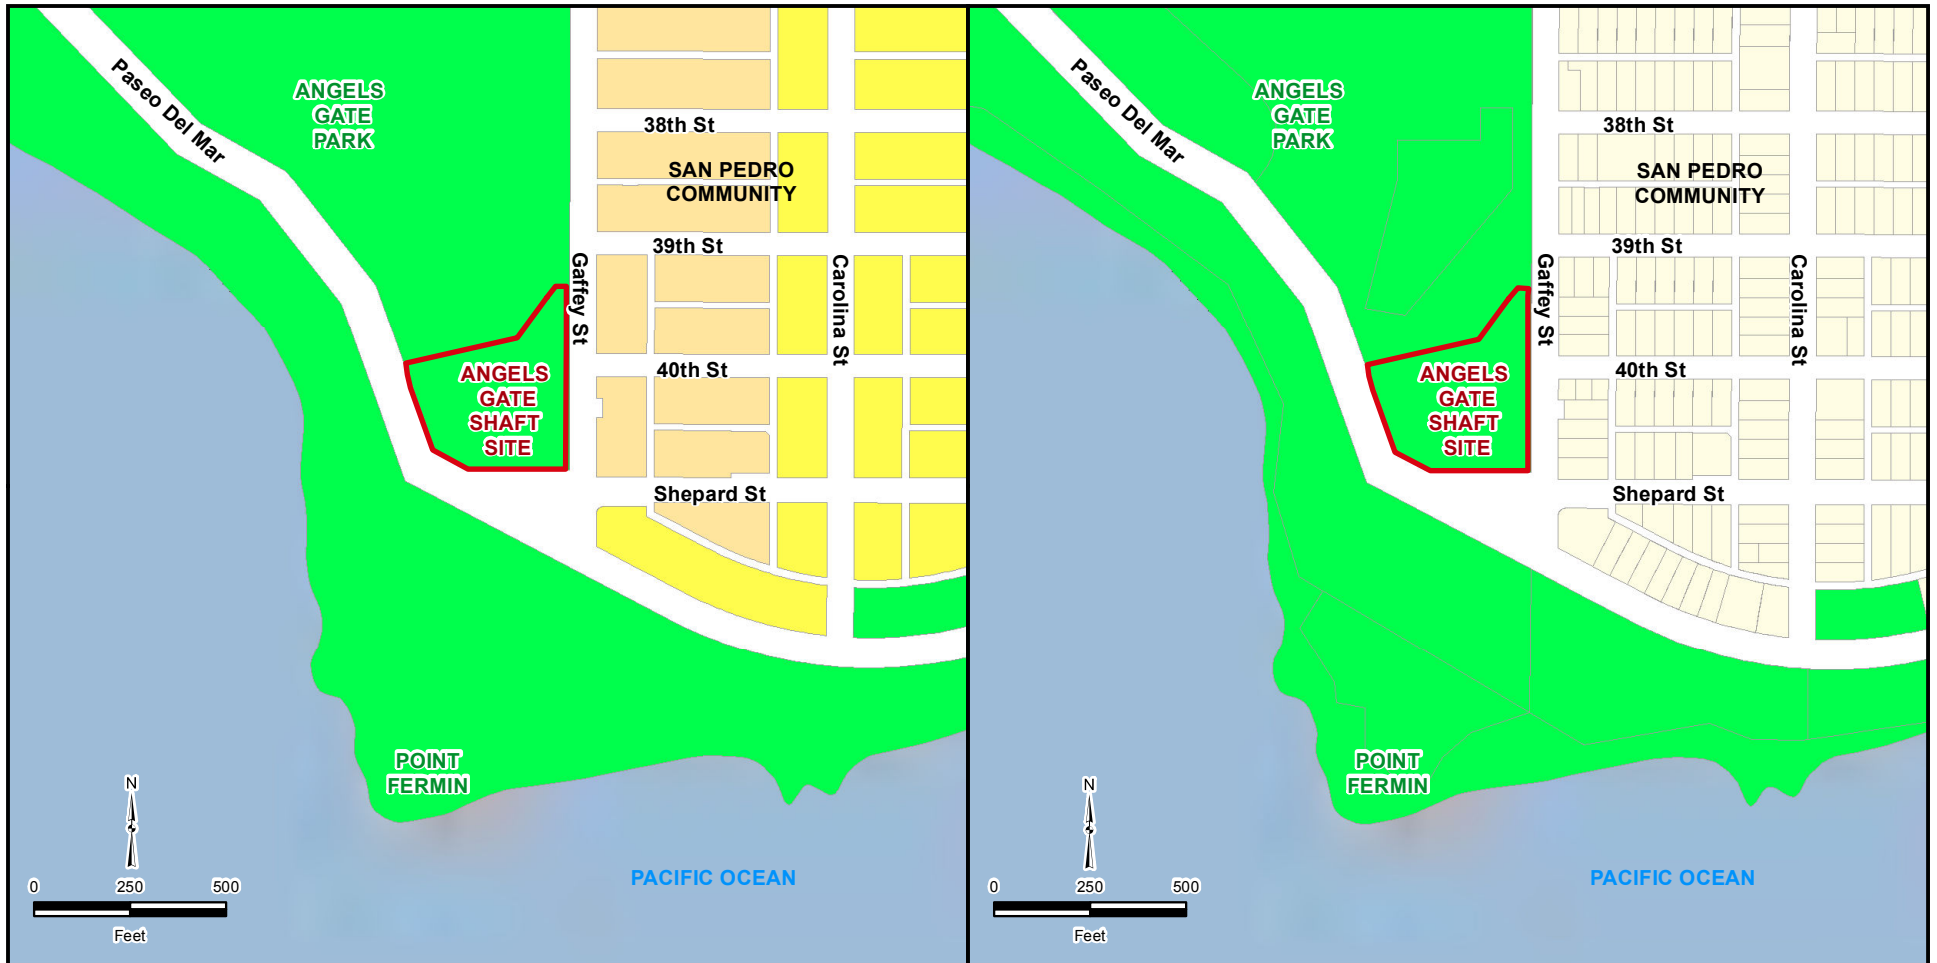 Paseo Del Mar
ANGELS
GATE
PARK
38th St
SAN PEDRO
COMMUNITY
39th St
Gaffey St
Carolina St
40th St
ANGELS
GATE
SHAFT
SITE
Shepard St
POINT
FERMIN
PACIFIC OCEAN
N
0 250 500
Feet
Paseo Del Mar
ANGELS
GATE
PARK
38th St
SAN PEDRO
COMMUNITY
39th St
Gaffey St
Carolina St
40th St
ANGELS
GATE
SHAFT
SITE
Shepard St
POINT
FERMIN
PACIFIC OCEAN
N
0 250 500
Feet